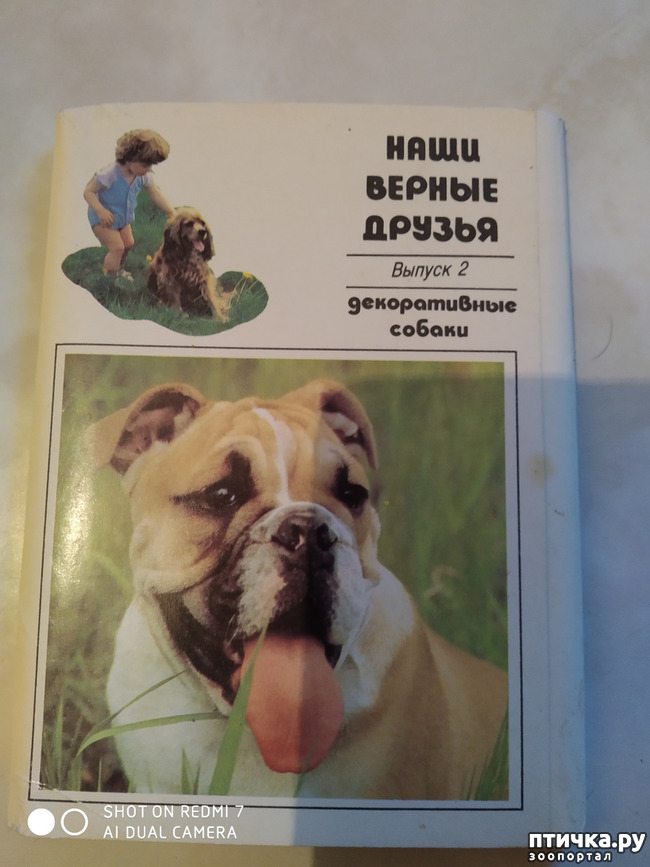 НАШИ
ВЕРНЫЕ
ДРУЗЬЯ
Выпуск 2
декоративные
собаки
SHOT ON REDMI 7
AI DUAL CAMERA
птичка.ру
зоопортал